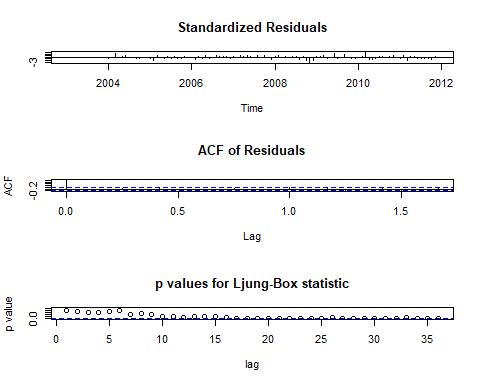 Standardized Residuals
-3
2004 2006 2008 2010 2012
Time
ACF of Residuals
ACF
-0.2
0.0 0.5 1.0 1.5
Lag
p values for Ljung-Box statistic
p value
0.0
0 5 10 15 20 25 30 35
lag